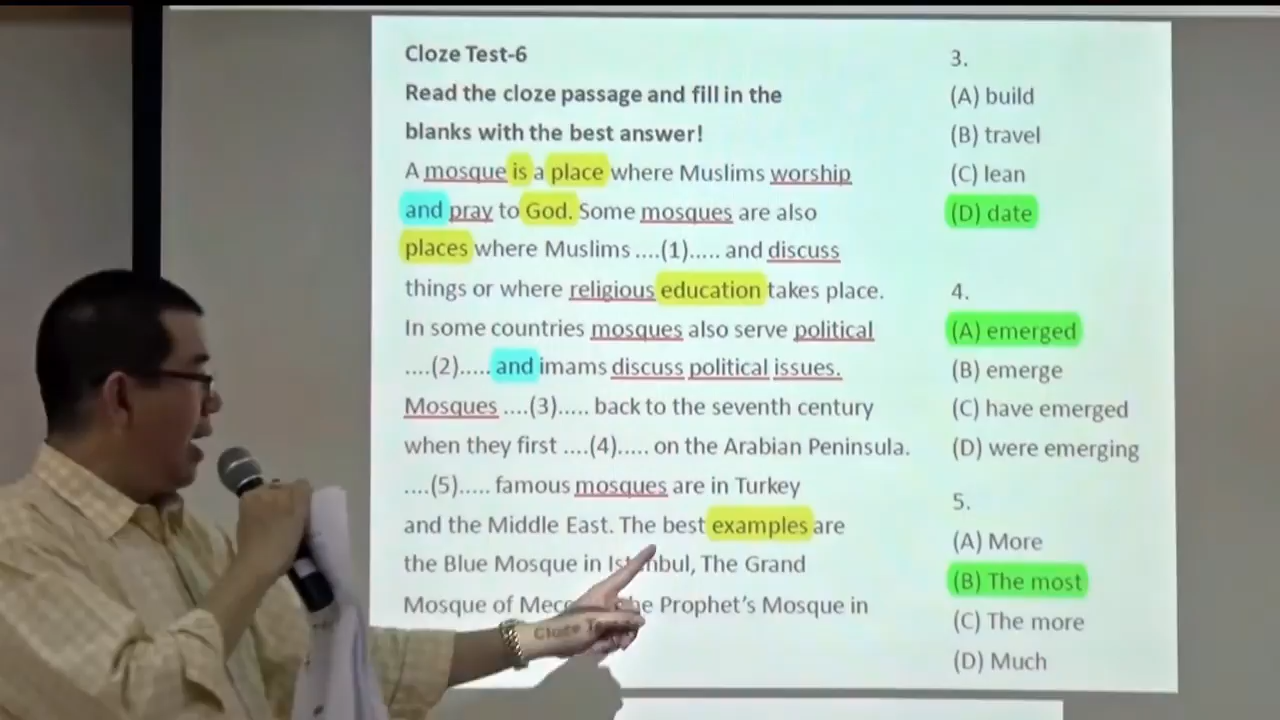 Cloze Test-6
Read the cloze passage and fill in the
blanks with the best answer!
A mosque is a place where Muslims worship
and pray to God. Some mosques are also
places where Muslims ....(1)..... and discuss
things or where religious education takes place.
In some countries mosques also serve political
....(2)..... and imams discuss political issues.
Mosques ....(3)..... back to the seventh century
when they first ....(4)..... on the Arabian Peninsula.
....(5)..... famous mosques are in Turkey
and the Middle East. The best examples are
the Blue Mosque in Istanbul, The Grand
Mosque of Prophet's Mosque in
Cloze
3.
(A) build
(B) travel
(C) lean
(D) date
4.
(A) emerged
(B) emerge
(C) have emerged
(D) were emerging
5.
(A) More
(B) The most
(C) The more
(D) Much